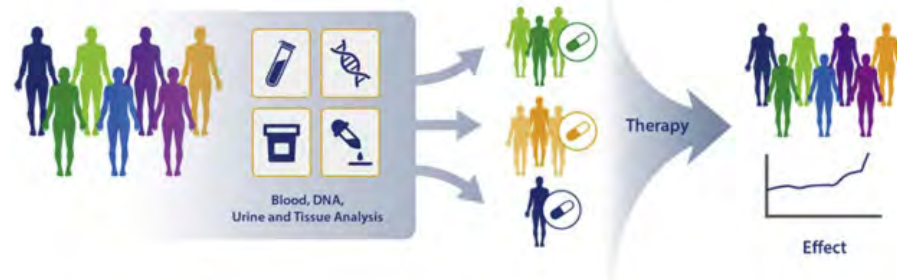 Blood, DNA,
Urine and Tissue Analysis
Therapy
Effect